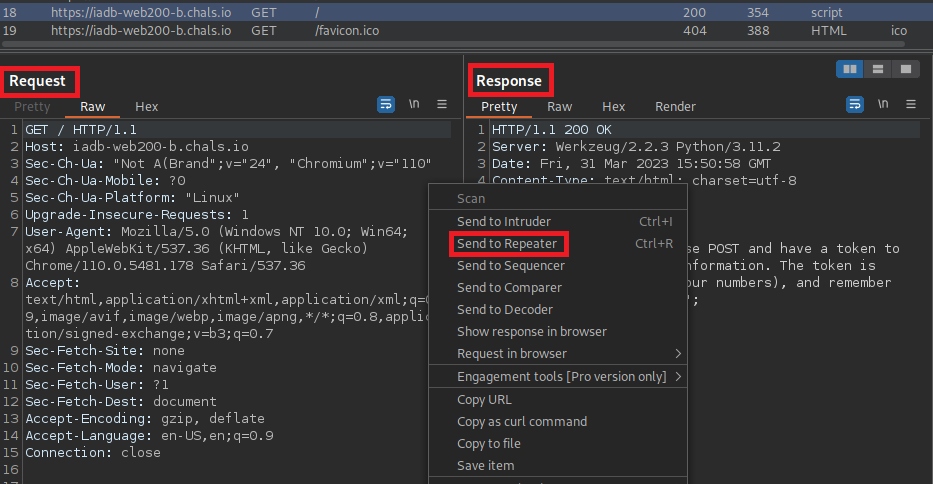 18 https://iadb-web200-b.chals.io GET / 200 354 script
19 https://iadb-web200-b.chals.io GET /favicon.ico 404 388 HTML ico
Request
Pretty Raw Hex \n
1 GET / HTTP/1.1
2 Host: iadb-web200-b.chals.io
3 Sec-Ch-Ua: "Not A(Brand";v="24", "Chromium";v="110"
4 Sec-Ch-Ua-Mobile: ?0
5 Sec-Ch-Ua-Platform: "Linux"
6 Upgrade-Insecure-Requests: 1
7 User-Agent: Mozilla/5.0 (Windows NT 10.0; Win64;
x64) AppleWebKit/537.36 (KHTML, like Gecko)
Chrome/110.0.5481.178 Safari/537.36
8 Accept:
text/html,application/xhtml+xml,application/xml;q=0
9,image/avif,image/webp,image/apng,*/*;q=0.8,applic
tion/signed-exchange;v=b3;q=0.7
9 Sec-Fetch-Site: none
10 Sec-Fetch-Mode: navigate
11 Sec-Fetch-User: ?1
12 Sec-Fetch-Dest: document
13 Accept-Encoding: gzip, deflate
14 Accept-Language: en-US,en;q=0.9
15 Connection: close
16
Response
Pretty Raw Hex Render \n
1 HTTP/1.1 200 OK
2 Server: Werkzeug/2.2.3 Python/3.11.2
3 Date: Fri, 31 Mar 2023 15:50:58 GMT
4 Content-Type: text/html; charset=utf-8
se POST and have a token to
nformation. The token is
our numbers), and remember
";
Scan
Send to Intruder Ctrl+I
Send to Repeater Ctrl+R
Send to Sequencer
Send to Comparer
Send to Decoder
Show response in browser
Request in browser
Engagement tools [Pro version only]
Copy URL
Copy as curl command
Copy to file
Save item